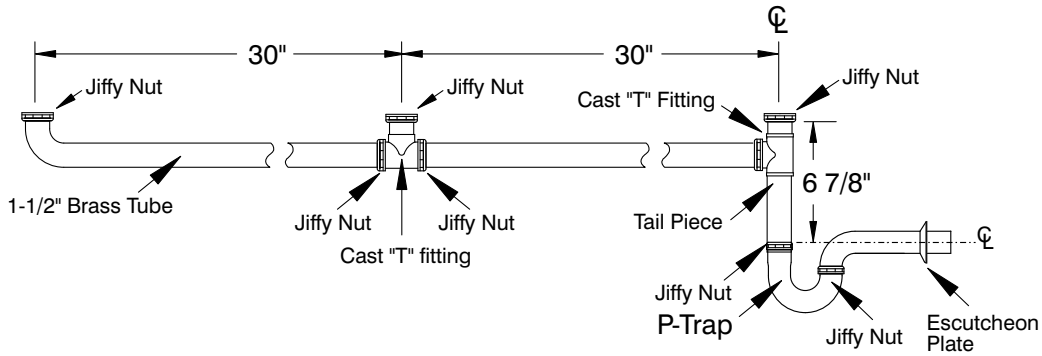 ℄
30"
30"
Jiffy Nut
Jiffy Nut
Jiffy Nut
Cast "T" Fitting
6 7/8"
1-1/2" Brass Tube
Jiffy Nut
Jiffy Nut
Tail Piece
℄
Cast "T" fitting
Jiffy Nut
P-Trap
Jiffy Nut
Escutcheon
Plate